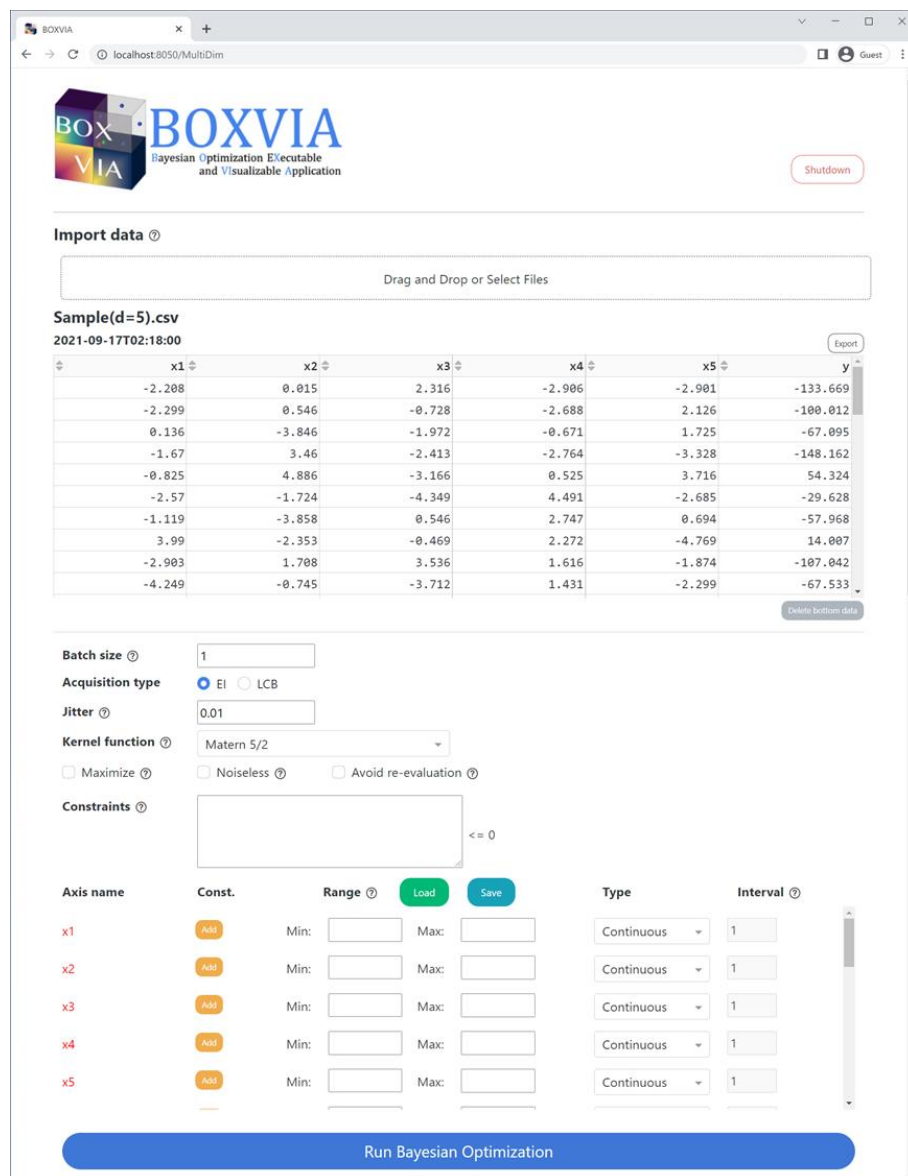 BOXVIA
localhost:8050/MultiDim
Guest
BOX
VIA
BOXVIA
Bayesian Optimization EXecutable
and VIsualizable Application
Shutdown
Import data
Drag and Drop or Select Files
Sample(d=5).csv
2021-09-17T02:18:00
Export
x1 x2 x3 x4 x5 y
-2.208 0.015 2.316 -2.906 -2.901 -133.669
-2.299 0.546 -0.728 -2.688 2.126 -100.012
0.136 -3.846 -1.972 -0.671 1.725 -67.095
-1.67 3.46 -2.413 -2.764 -3.328 -148.162
-0.825 4.886 -3.166 0.525 3.716 54.324
-2.57 -1.724 -4.349 4.491 -2.685 -29.628
-1.119 -3.858 0.546 2.747 0.694 -57.968
3.99 -2.353 -0.469 2.272 -4.769 14.007
-2.903 1.708 3.536 1.616 -1.874 -107.042
-4.249 -0.745 -3.712 1.431 -2.299 -67.533
Delete bottom data
Batch size 1
Acquisition type EI LCB
Jitter 0.01
Kernel function Matern 5/2
Maximize Noiseless Avoid re-evaluation
Constraints <= 0
Axis name Const. Range Load Save Type Interval
x1 Add Min: Max: Continuous 1
x2 Add Min: Max: Continuous 1
x3 Add Min: Max: Continuous 1
x4 Add Min: Max: Continuous 1
x5 Add Min: Max: Continuous 1
Run Bayesian Optimization